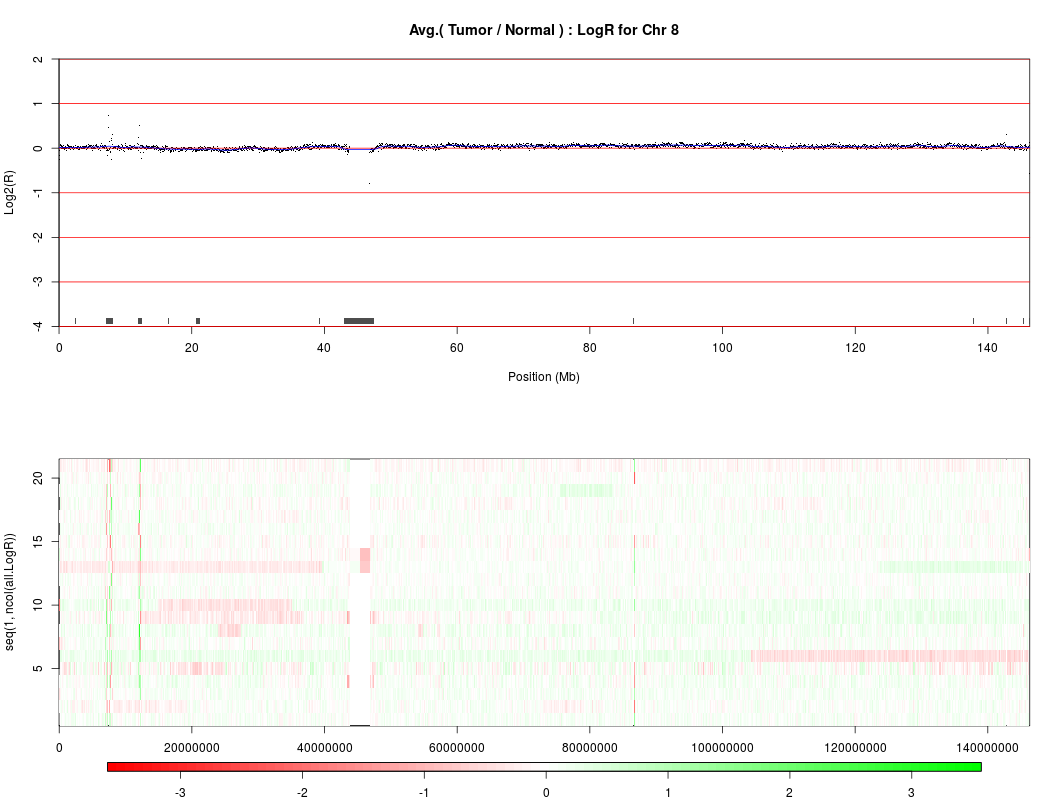 Avg.( Tumor / Normal ) : LogR for Chr 8
2
1
0
-1
-2
-3
-4
Log2(R)
0 20 40 60 80 100 120 140
Position (Mb)
20
15
10
5
seq(1, ncol(all.LogR))
0 20000000 40000000 60000000 80000000 100000000 120000000 140000000
-3 -2 -1 0 1 2 3